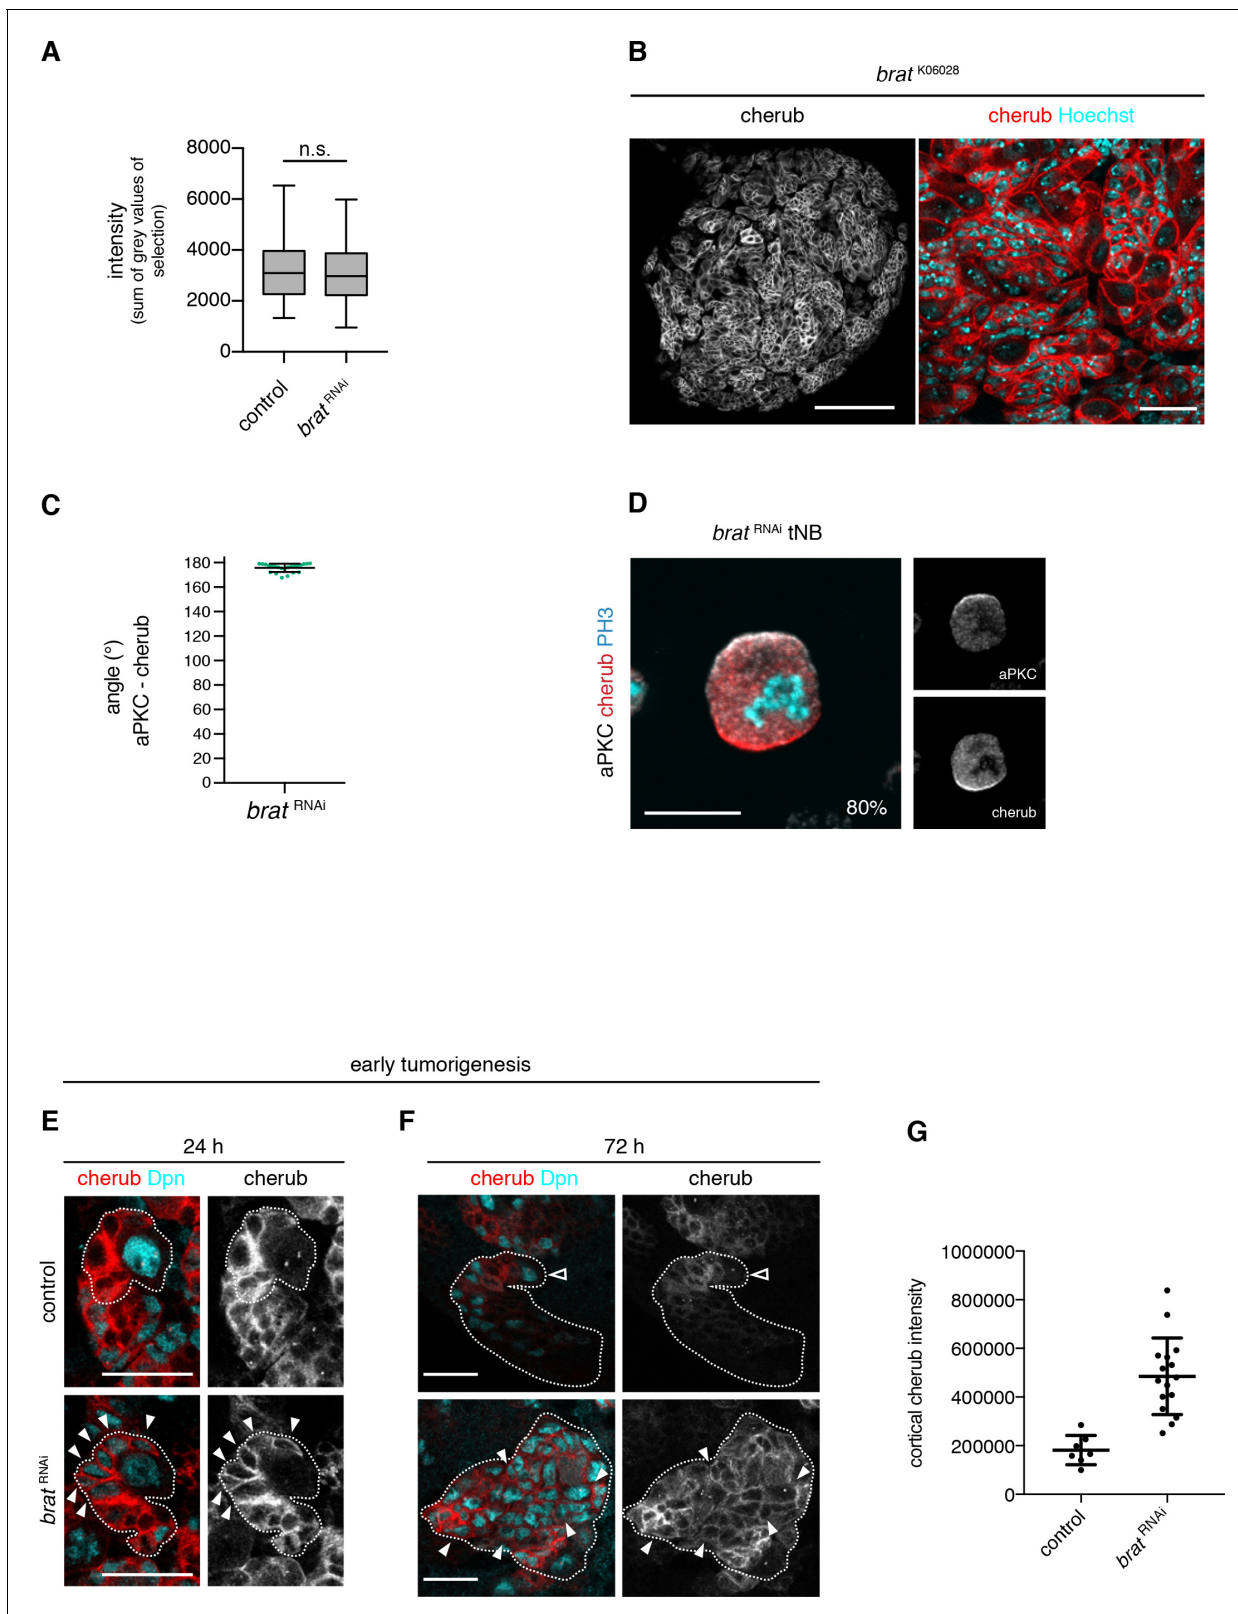 A
8000
6000
4000
2000
0
intensity
(sum of grey values of
selection)
n.s.
control
brat RNAi
B
brat K06028
cherub
cherub Hoechst
C
180
160
140
120
100
80
60
40
20
0
angle (°)
aPKC - cherub
brat RNAi
D
brat RNAi tNB
aPKC cherub PH3
80%
aPKC
cherub
early tumorigenesis
E
24 h
cherub Dpn
cherub
control
brat RNAi
F
72 h
cherub Dpn
cherub
G
1000000
800000
600000
400000
200000
0
cortical cherub intensity
control
brat RNAi